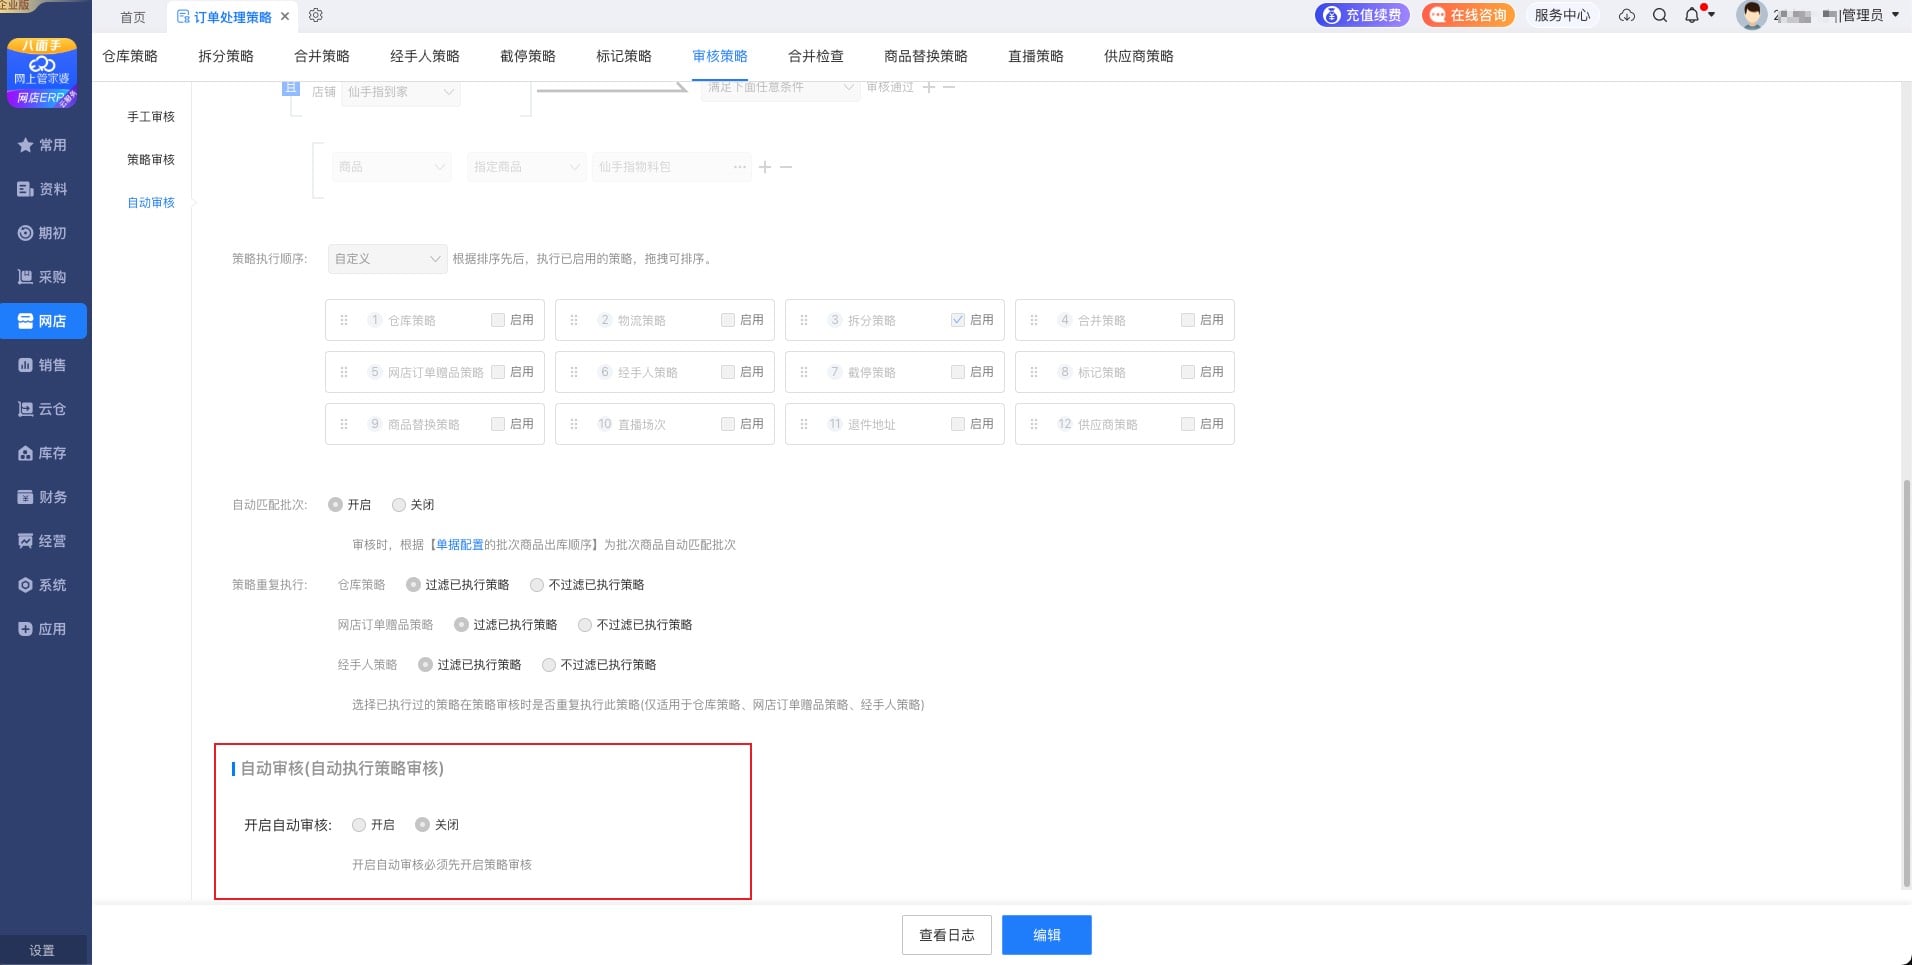 企业版
首页
订单处理策略
充值续费
在线咨询
服务中心
管理员
八面手
网上管家婆
网店ERP
仓库策略 拆分策略 合并策略 经手人策略 截停策略 标记策略 审核策略 合并检查 商品替换策略 直播策略 供应商策略
常用
资料
期初
采购
网店
销售
云仓
库存
财务
经营
系统
应用
设置
手工审核
策略审核
自动审核
且 店铺 仙手指到家 满足下面任意条件 审核通过
商品 指定商品 仙手指物料包
策略执行顺序: 自定义 根据排序先后，执行已启用的策略，拖拽可排序。
1 仓库策略 启用 2 物流策略 启用 3 拆分策略 启用 4 合并策略 启用
5 网店订单赠品策略 启用 6 经手人策略 启用 7 截停策略 启用 8 标记策略 启用
9 商品替换策略 启用 10 直播场次 启用 11 退件地址 启用 12 供应商策略 启用
自动匹配批次: 开启 关闭
审核时，根据【单据配置的批次商品出库顺序】为批次商品自动匹配批次
策略重复执行: 仓库策略 过滤已执行策略 不过滤已执行策略
网店订单赠品策略 过滤已执行策略 不过滤已执行策略
经手人策略 过滤已执行策略 不过滤已执行策略
选择已执行过的策略在策略审核时是否重复执行此策略(仅适用于仓库策略、网店订单赠品策略、经手人策略)
自动审核(自动执行策略审核)
开启自动审核: 开启 关闭
开启自动审核必须先开启策略审核
查看日志 编辑